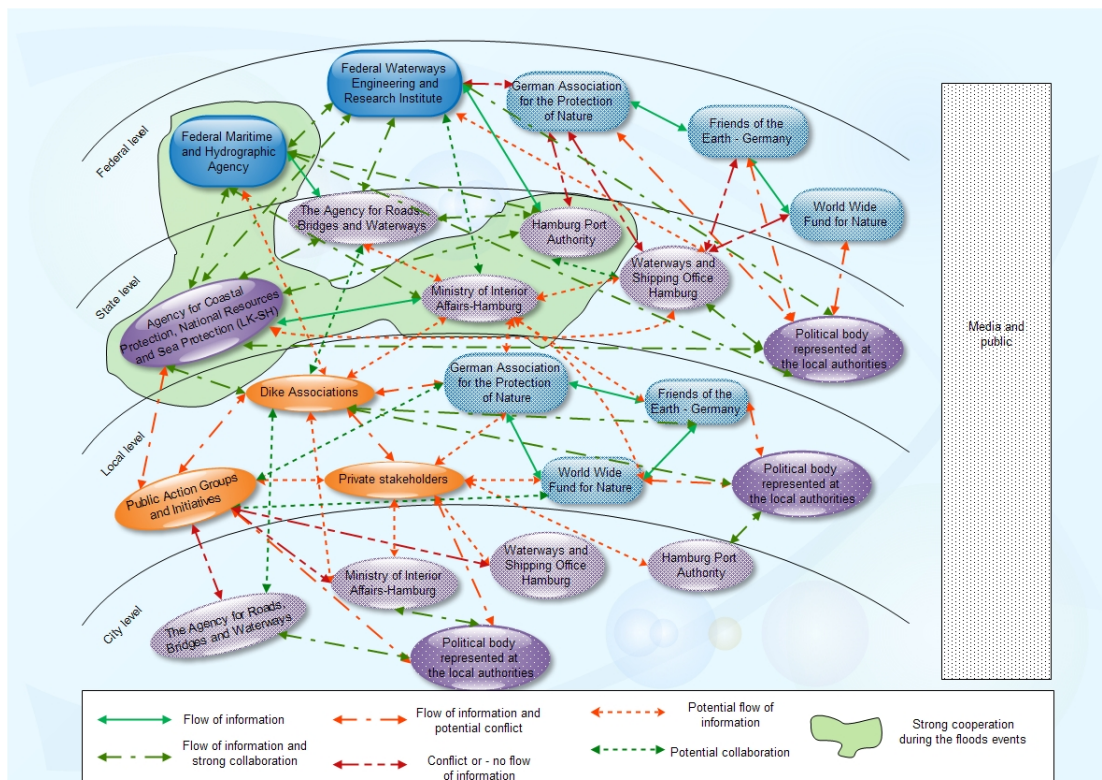 Federal level
Federal Waterways
Engineering and
Research Institute
German Association
for the Protection
of Nature
Friends of the
Earth - Germany
Federal Maritime
and Hydrographic
Agency
World Wide
Fund for Nature
State level
The Agency for Roads,
Bridges and Waterways
Hamburg Port
Authority
Waterways and
Shipping Office
Hamburg
Ministry of Interior
Affairs-Hamburg
Agency for Coastal
Protection, National Resources
and Sea Protection (LK-SH)
Political body
represented at
the local authorities
Media and
public
Local level
Dike Associations
German Association
for the Protection
of Nature
Friends of the
Earth - Germany
Public Action Groups
and Initiatives
Private stakeholders
World Wide
Fund for Nature
Political body
represented at
the local authorities
City level
Waterways and
Shipping Office
Hamburg
Hamburg Port
Authority
Ministry of Interior
Affairs-Hamburg
The Agency for Roads,
Bridges and Waterways
Political body
represented at
the local authorities
Flow of information
Flow of information and
strong collaboration
Flow of information and
potential conflict
Conflict or - no flow
of information
Potential flow of
information
Potential collaboration
Strong cooperation
during the floods events